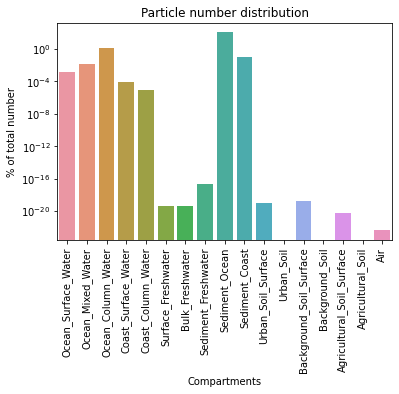 Particle number distribution
% of total number
10^0
10^-4
10^-8
10^-12
10^-16
10^-20
Ocean_Surface_Water
Ocean_Mixed_Water
Ocean_Column_Water
Coast_Surface_Water
Coast_Column_Water
Surface_Freshwater
Bulk_Freshwater
Sediment_Freshwater
Sediment_Ocean
Sediment_Coast
Urban_Soil_Surface
Urban_Soil
Background_Soil_Surface
Background_Soil
Agricultural_Soil_Surface
Agricultural_Soil
Air
Compartments